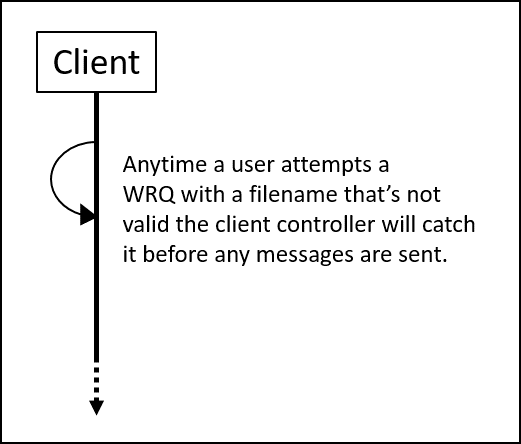 Client
Anytime a user attempts a
WRQ with a filename that’s not
valid the client controller will catch
it before any messages are sent.